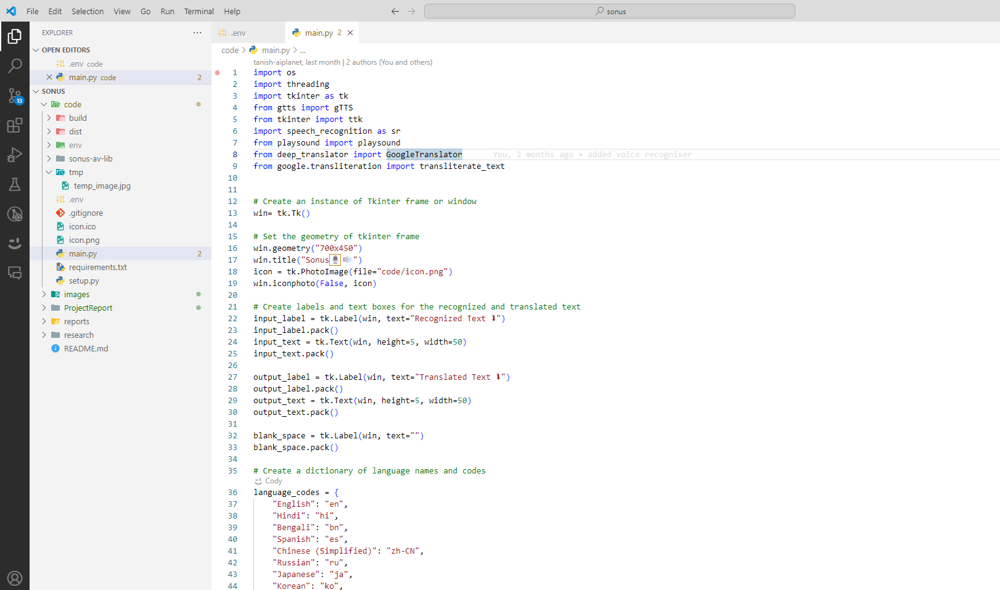 File Edit Selection View Go Run Terminal Help
sonus
EXPLORER
OPEN EDITORS
.env code
main.py code 2
SONUS
code
build
dist
env
sonus-av-lib
tmp
temp_image.jpg
.env
.gitignore
icon.ico
icon.png
main.py 2
requirements.txt
setup.py
images
ProjectReport
reports
research
README.md
13
.env
main.py 2
code > main.py > ...
tanish-aiplanet, last month | 2 authors (You and others)
1 import os
2 import threading
3 import tkinter as tk
4 from gtts import gTTS
5 from tkinter import ttk
6 import speech_recognition as sr
7 from playsound import playsound
8 from deep_translator import GoogleTranslator You, 2 months ago • added voice recogniser
9 from google.transliteration import transliterate_text
10
11
12 # Create an instance of Tkinter frame or window
13 win= tk.Tk()
14
15 # Set the geometry of tkinter frame
16 win.geometry("700x450")
17 win.title("Sonus🎙️🔊")
18 icon = tk.PhotoImage(file="code/icon.png")
19 win.iconphoto(False, icon)
20
21 # Create labels and text boxes for the recognized and translated text
22 input_label = tk.Label(win, text="Recognized Text ⮯")
23 input_label.pack()
24 input_text = tk.Text(win, height=5, width=50)
25 input_text.pack()
26
27 output_label = tk.Label(win, text="Translated Text ⮯")
28 output_label.pack()
29 output_text = tk.Text(win, height=5, width=50)
30 output_text.pack()
31
32 blank_space = tk.Label(win, text="")
33 blank_space.pack()
34
35 # Create a dictionary of language names and codes
Cody
36 language_codes = {
37 "English": "en",
38 "Hindi": "hi",
39 "Bengali": "bn",
40 "Spanish": "es",
41 "Chinese (Simplified)": "zh-CN",
42 "Russian": "ru",
43 "Japanese": "ja",
44 "Korean": "ko",